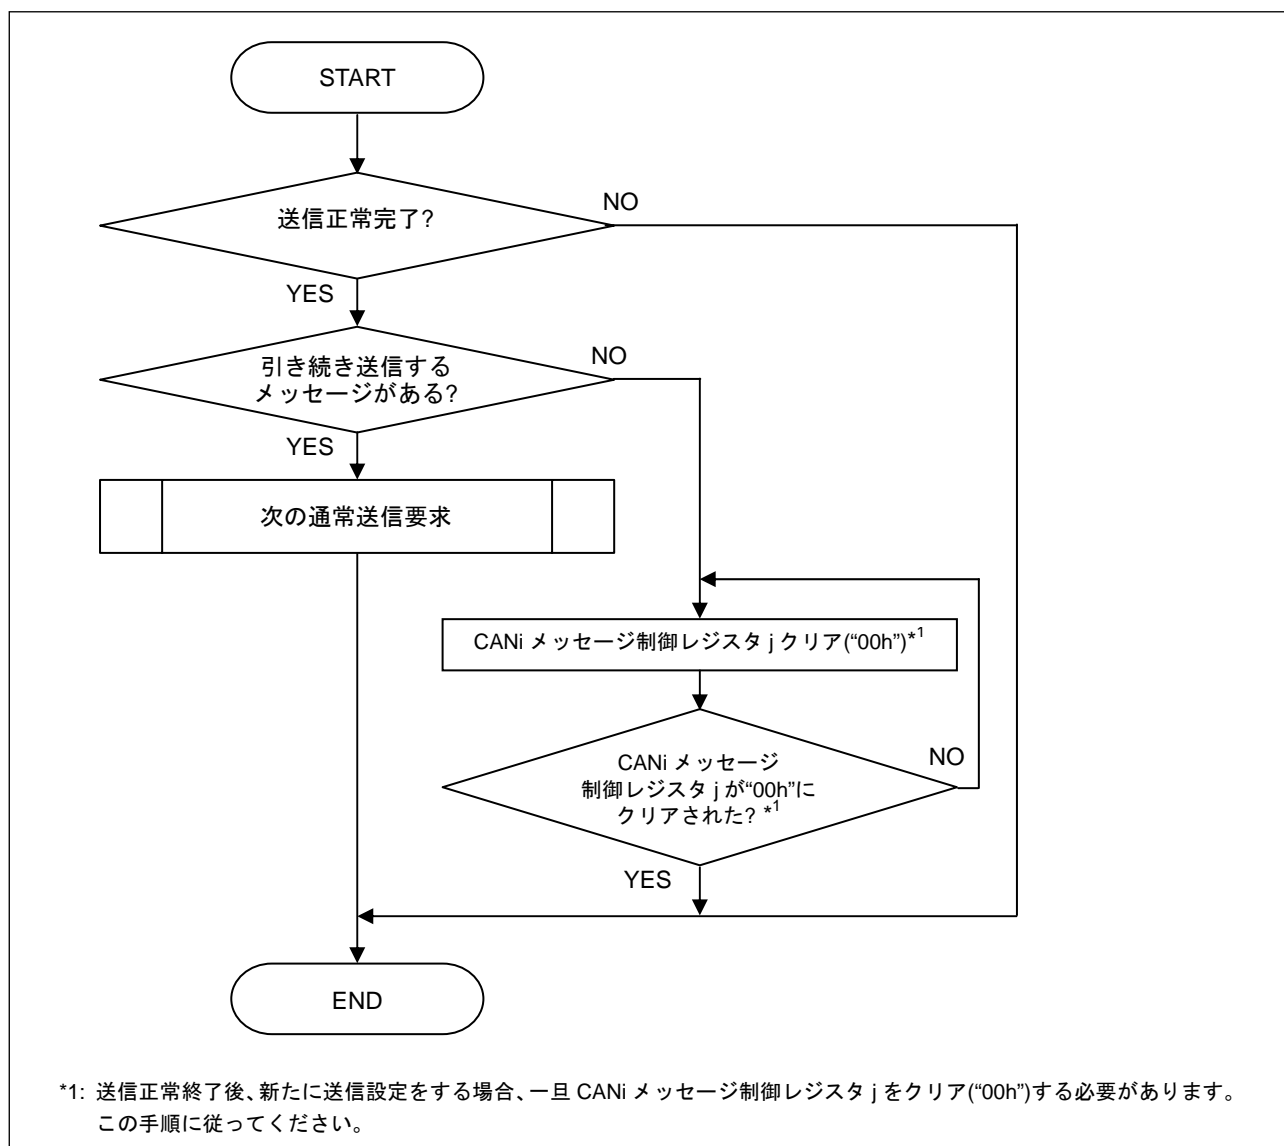 START
送信正常完了?
NO
YES
引き続き送信する
メッセージがある?
NO
YES
次の通常送信要求
CANi メッセージ制御レジスタ j クリア(“00h”)*1
CANi メッセージ
制御レジスタ j が“00h”に
クリアされた? *1
NO
YES
END
*1: 送信正常終了後、新たに送信設定をする場合、一旦 CANi メッセージ制御レジスタ j をクリア(“00h”)する必要があります。
この手順に従ってください。